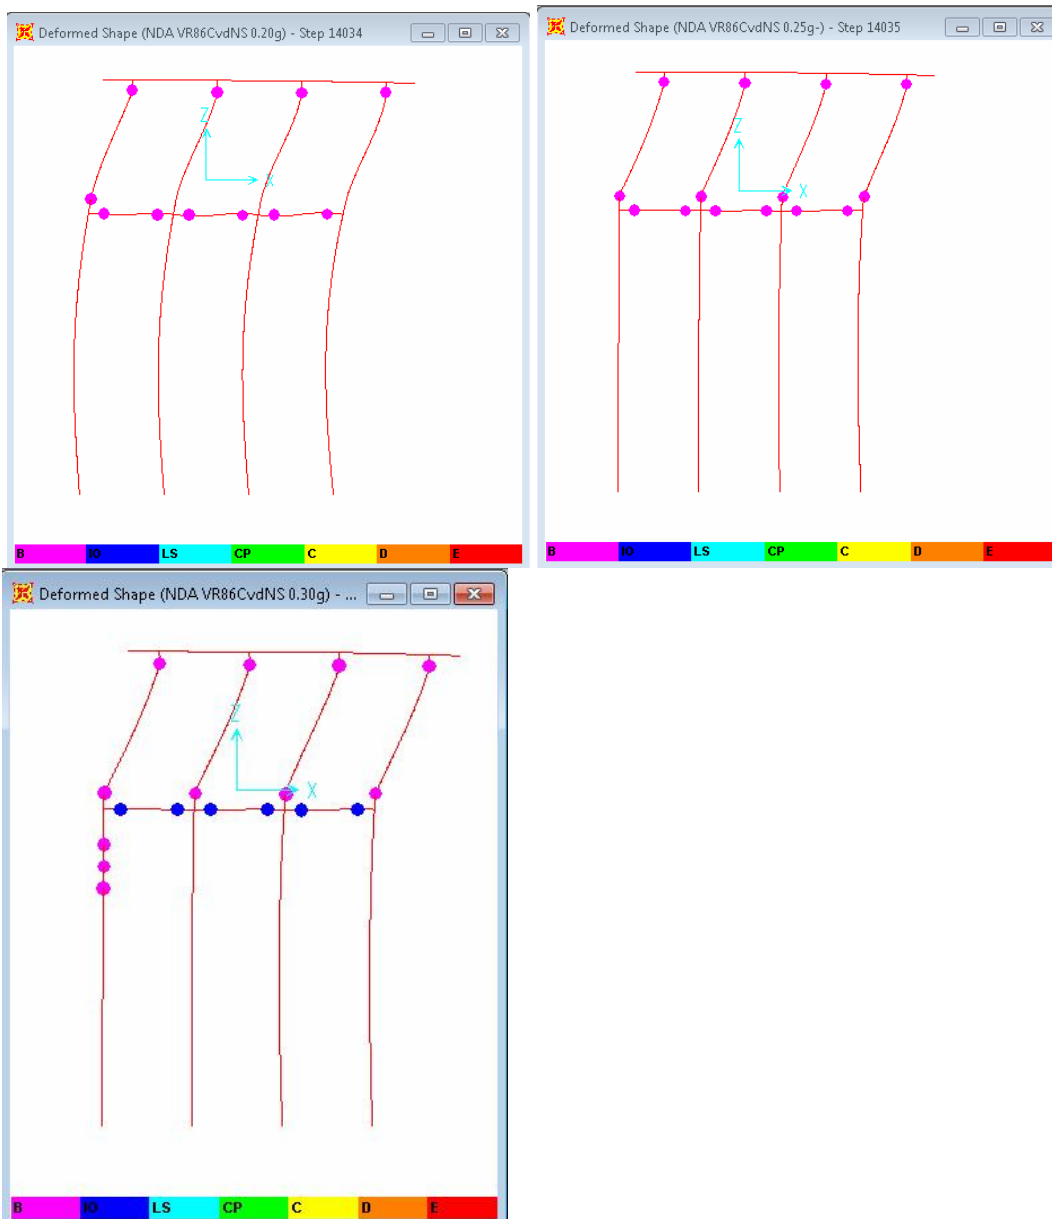 Deformed Shape (NDA VR86CvdNS 0.20g) - Step 14034
Z
X
B IO LS CP C D E
Deformed Shape (NDA VR86CvdNS 0.25g-) - Step 14035
Z
X
B IO LS CP C D E
Deformed Shape (NDA VR86CvdNS 0.30g) - ...
Z
X
B IO LS CP C D E